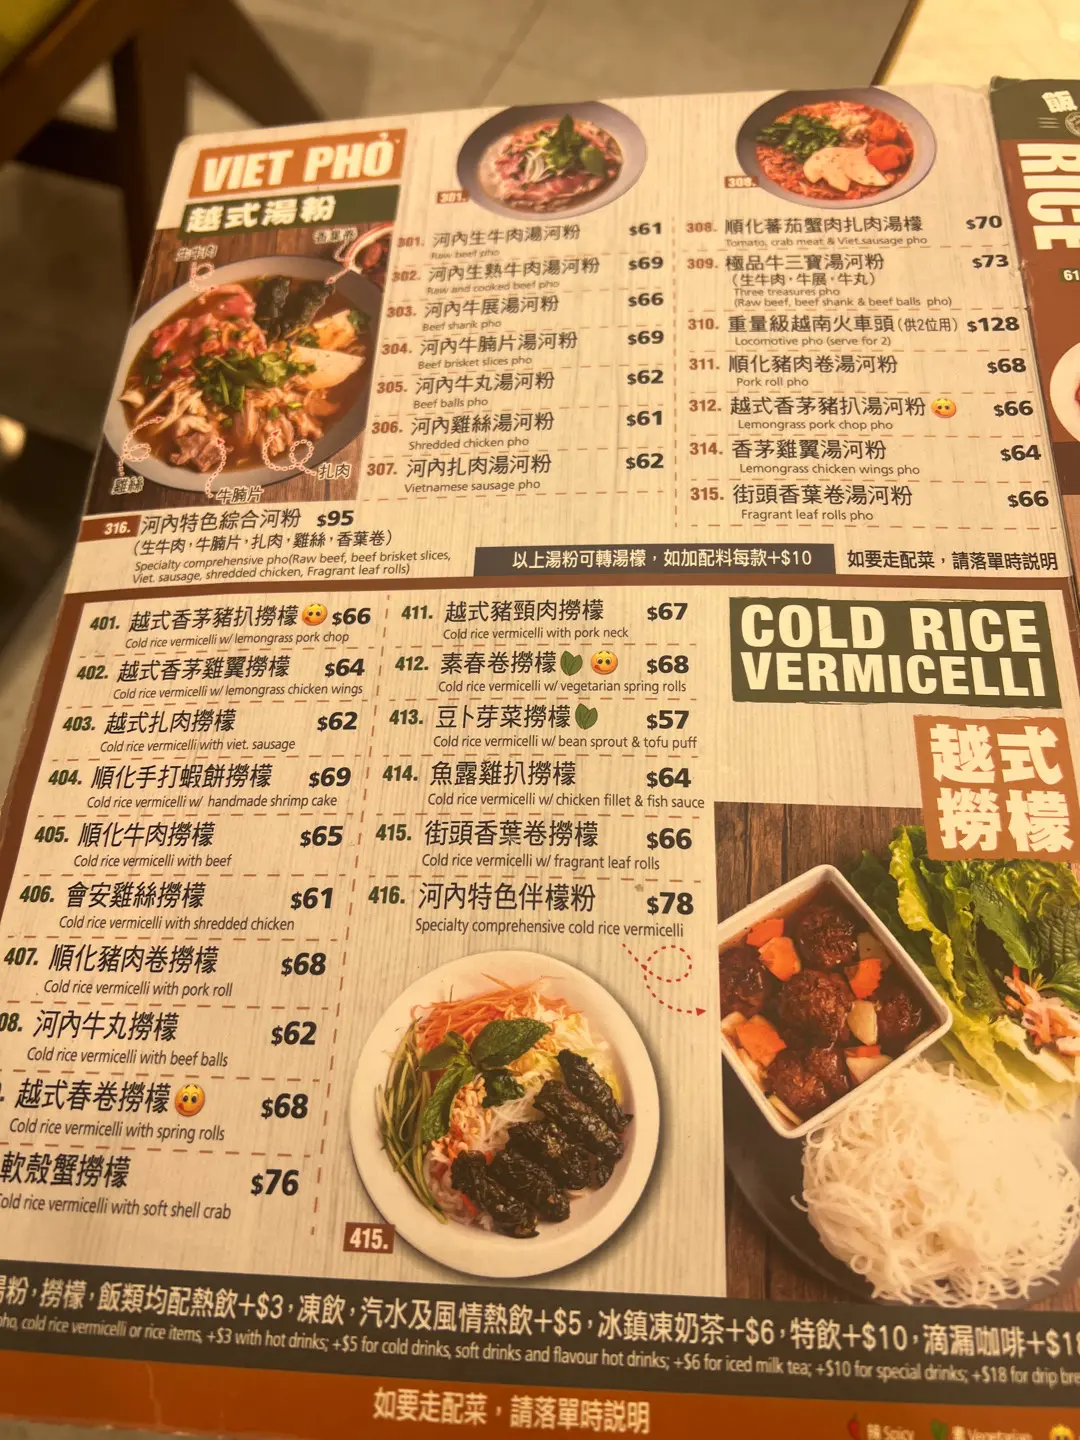 VIET PHỞ
越式湯粉
生牛肉
香葉卷
雞絲
牛腩片
扎肉
301.
308.
301. 河內生牛肉湯河粉 $61
Raw beef pho
302. 河內生熟牛肉湯河粉 $69
Raw and cooked beef pho
303. 河內牛展湯河粉 $66
Beef shank pho
304. 河內牛腩片湯河粉 $69
Beef brisket slices pho
305. 河內牛丸湯河粉 $62
Beef balls pho
306. 河內雞絲湯河粉 $61
Shredded chicken pho
307. 河內扎肉湯河粉 $62
Vietnamese sausage pho
308. 順化蕃茄蟹肉扎肉湯檬 $70
Tomato, crab meat & Viet.sausage pho
309. 極品牛三寶湯河粉 $73
（生牛肉，牛展，牛丸）
Three treasures pho
(Raw beef, beef shank & beef balls pho)
310. 重量級越南火車頭(供2位用) $128
Locomotive pho (serve for 2)
311. 順化豬肉卷湯河粉 $68
Pork roll pho
312. 越式香茅豬扒湯河粉 $66
Lemongrass pork chop pho
314. 香茅雞翼湯河粉 $64
Lemongrass chicken wings pho
315. 街頭香葉卷湯河粉 $66
Fragrant leaf rolls pho
316. 河內特色綜合河粉 $95
（生牛肉，牛腩片，扎肉，雞絲，香葉卷）
Specialty comprehensive pho(Raw beef, beef brisket slices,
Viet. sausage, shredded chicken, Fragrant leaf rolls)
以上湯粉可轉湯檬，如加配料每款+$10
如要走配菜，請落單時説明
401. 越式香茅豬扒撈檬 $66
Cold rice vermicelli w/ lemongrass pork chop
402. 越式香茅雞翼撈檬 $64
Cold rice vermicelli w/ lemongrass chicken wings
403. 越式扎肉撈檬 $62
Cold rice vermicelli with viet. sausage
404. 順化手打蝦餅撈檬 $69
Cold rice vermicelli w/ handmade shrimp cake
405. 順化牛肉撈檬 $65
Cold rice vermicelli with beef
406. 會安雞絲撈檬 $61
Cold rice vermicelli with shredded chicken
407. 順化豬肉卷撈檬 $68
Cold rice vermicelli with pork roll
08. 河內牛丸撈檬 $62
Cold rice vermicelli with beef balls
. 越式春卷撈檬 $68
Cold rice vermicelli with spring rolls
軟殼蟹撈檬 $76
old rice vermicelli with soft shell crab
411. 越式豬頸肉撈檬 $67
Cold rice vermicelli with pork neck
412. 素春卷撈檬 $68
Cold rice vermicelli w/ vegetarian spring rolls
413. 豆卜芽菜撈檬 $57
Cold rice vermicelli w/ bean sprout & tofu puff
414. 魚露雞扒撈檬 $64
Cold rice vermicelli w/ chicken fillet & fish sauce
415. 街頭香葉卷撈檬 $66
Cold rice vermicelli w/ fragrant leaf rolls
416. 河內特色伴檬粉 $78
Specialty comprehensive cold rice vermicelli
415.
COLD RICE
VERMICELLI
越式
撈檬
湯粉，撈檬，飯類均配熱飲+$3，凍飲，汽水及風情熱飲+$5，冰鎮凍奶茶+$6，特飲+$10，滴漏咖啡+$18
pho, cold rice vermicelli or rice items, +$3 with hot drinks; +$5 for cold drinks, soft drinks and flavour hot drinks; +$6 for iced milk tea; +$10 for special drinks; +$18 for drip bre
如要走配菜，請落單時説明
辣 Spicy 素 Vegetarian
飯
RICE
61